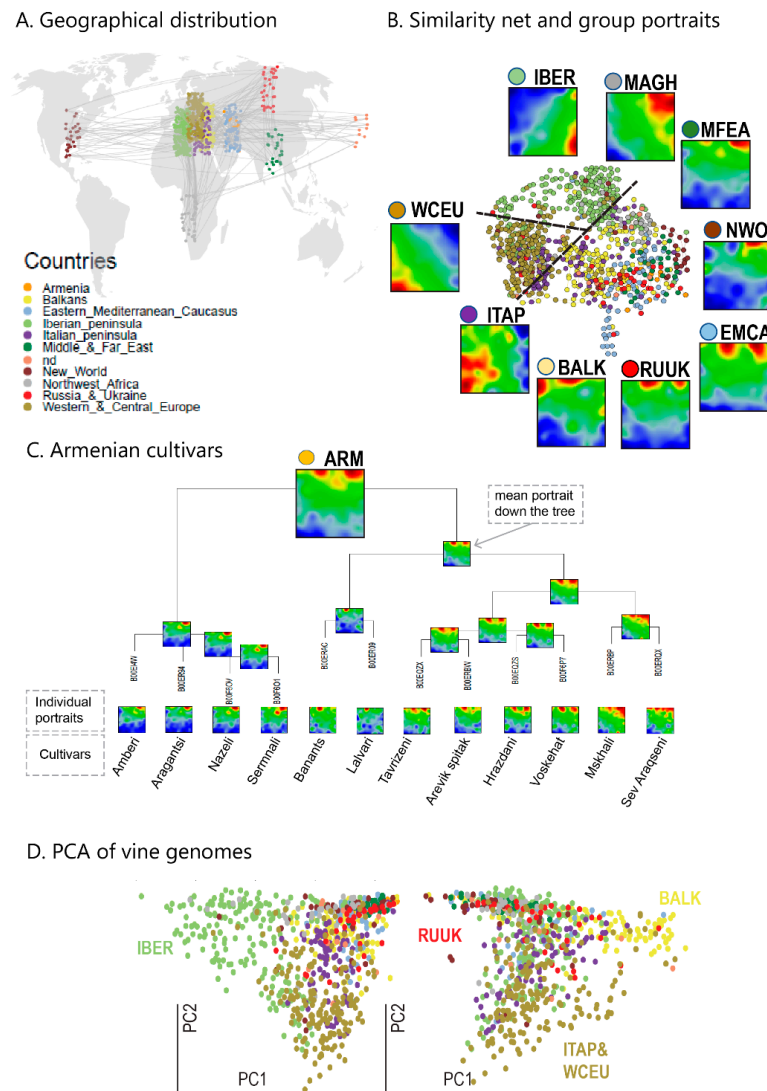 A. Geographical distribution
B. Similarity net and group portraits
IBER
MAGH
MFEA
WCEU
NWO
ITAP
EMCA
BALK
RUUK
Countries
Armenia
Balkans
Eastern_Mediterranean_Caucasus
Iberian_peninsula
Italian_peninsula
Middle_&_Far_East
nd
New_World
Northwest_Africa
Russia_&_Ukraine
Western_&_Central_Europe
C. Armenian cultivars
ARM
mean portrait
down the tree
B00ERBP
B00ERQX
Individual
portraits
Cultivars
Amberi
Aragantsi
Nazeli
Sermnali
Banants
Lalvari
Tavrizeni
Arevik spitak
Hrazdani
Voskehat
Mskhali
Sev Araqseni
D. PCA of vine genomes
IBER
PC2
PC1
RUUK
BALK
PC2
PC1
ITAP&
WCEU